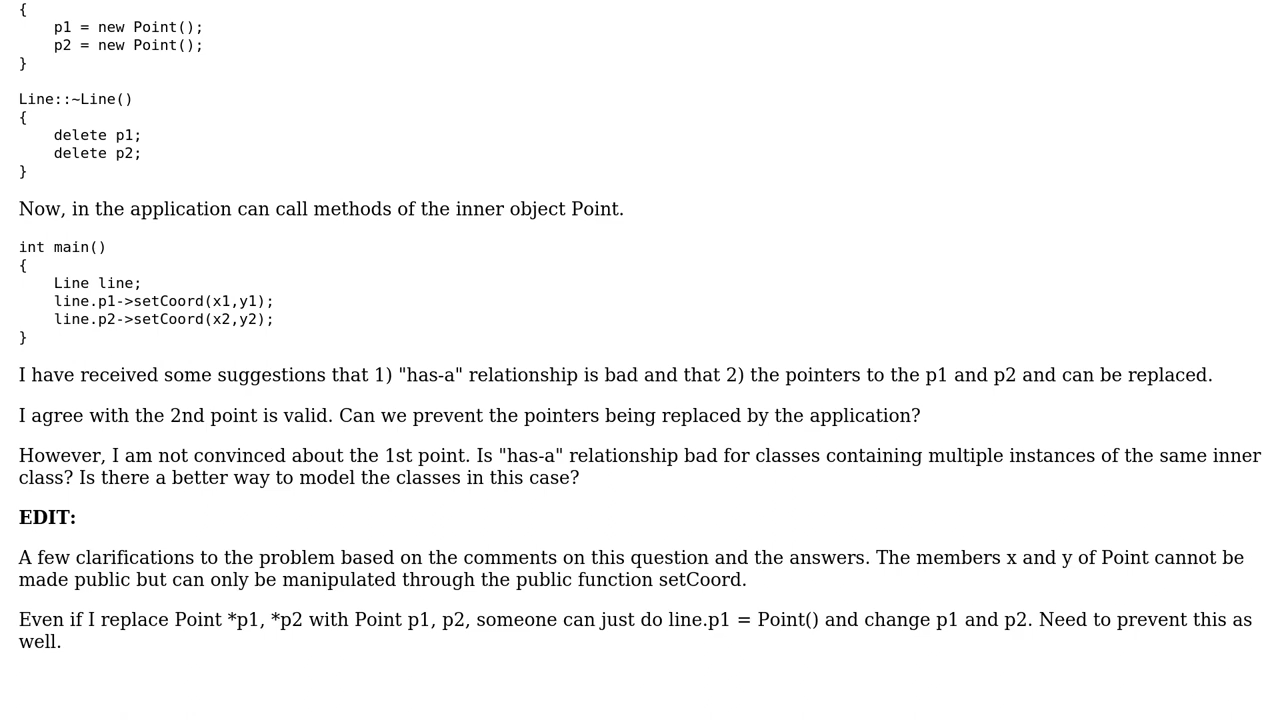 {
    p1 = new Point();
    p2 = new Point();
}
Line::~Line()
{
    delete p1;
    delete p2;
}
Now, in the application can call methods of the inner object Point.
int main()
{
    Line line;
    line.p1->setCoord(x1,y1);
    line.p2->setCoord(x2,y2);
}
I have received some suggestions that 1) "has-a" relationship is bad and that 2) the pointers to the p1 and p2 and can be replaced.
I agree with the 2nd point is valid. Can we prevent the pointers being replaced by the application?
However, I am not convinced about the 1st point. Is "has-a" relationship bad for classes containing multiple instances of the same inner
class? Is there a better way to model the classes in this case?
EDIT:
A few clarifications to the problem based on the comments on this question and the answers. The members x and y of Point cannot be
made public but can only be manipulated through the public function setCoord.
Even if I replace Point *p1, *p2 with Point p1, p2, someone can just do line.p1 = Point() and change p1 and p2. Need to prevent this as
well.